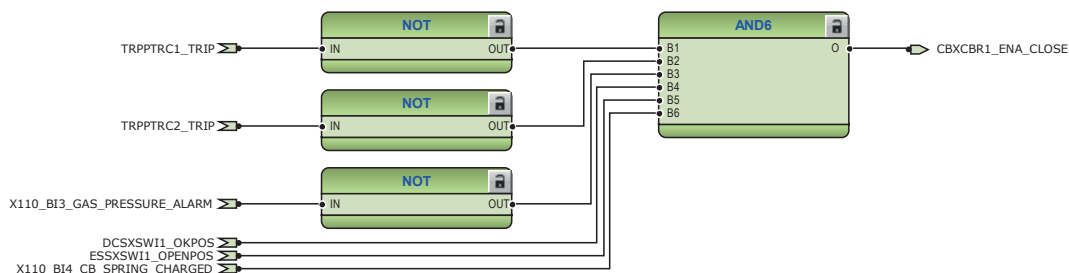 NOT
AND6
TRPPTRC1_TRIP
IN
OUT
B1
O
CBXCBR1_ENA_CLOSE
B2
B3
B4
B5
B6
NOT
TRPPTRC2_TRIP
IN
OUT
NOT
X110_BI3_GAS_PRESSURE_ALARM
IN
OUT
DCSXSWI1_OKPOS
ESSXSWI1_OPENPOS
X110_BI4_CB_SPRING_CHARGED